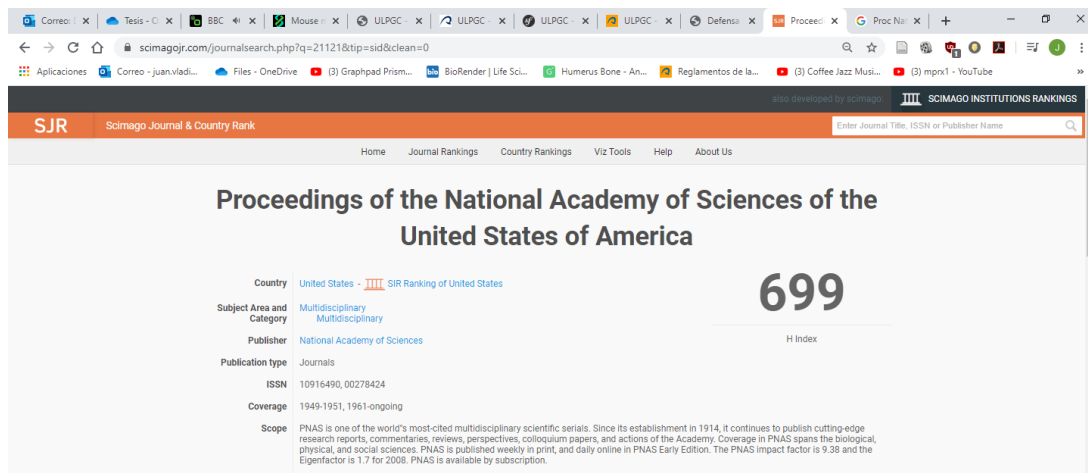 Correo: Tesis - O BBC Mouse n ULPGC - ULPGC - ULPGC - ULPGC - Defensa Proceedi Proc Nat
scimagojr.com/journalsearch.php?q=21121&tip=sid&clean=0
Aplicaciones Correo - juan.vladi... Files - OneDrive (3) Graphpad Prism... bio BioRender | Life Sci... Humerus Bone - An... Reglamentos de la... (3) Coffee Jazz Musi... (3) mprx1 - YouTube »
also developed by scimago: SCIMAGO INSTITUTIONS RANKINGS
SJR Scimago Journal & Country Rank Enter Journal Title, ISSN or Publisher Name
Home Journal Rankings Country Rankings Viz Tools Help About Us
Proceedings of the National Academy of Sciences of the
United States of America
Country United States - SIR Ranking of United States
699
H Index
Subject Area and
Category
Multidisciplinary
Multidisciplinary
Publisher National Academy of Sciences
Publication type Journals
ISSN 10916490, 00278424
Coverage 1949-1951, 1961-ongoing
Scope PNAS is one of the world"s most-cited multidisciplinary scientific serials. Since its establishment in 1914, it continues to publish cutting-edge
research reports, commentaries, reviews, perspectives, colloquium papers, and actions of the Academy. Coverage in PNAS spans the biological,
physical, and social sciences. PNAS is published weekly in print, and daily online in PNAS Early Edition. The PNAS impact factor is 9.38 and the
Eigenfactor is 1.7 for 2008. PNAS is available by subscription.